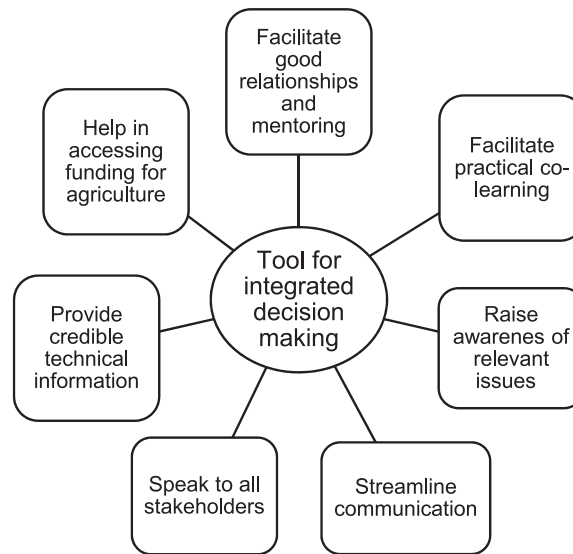 Facilitate
good
relationships
and
mentoring
Help in
accessing
funding for
agriculture
Facilitate
practical co-
learning
Tool for
integrated
decision
making
Provide
credible
technical
information
Raise
awarenes of
relevant
issues
Speak to all
stakeholders
Streamline
communication